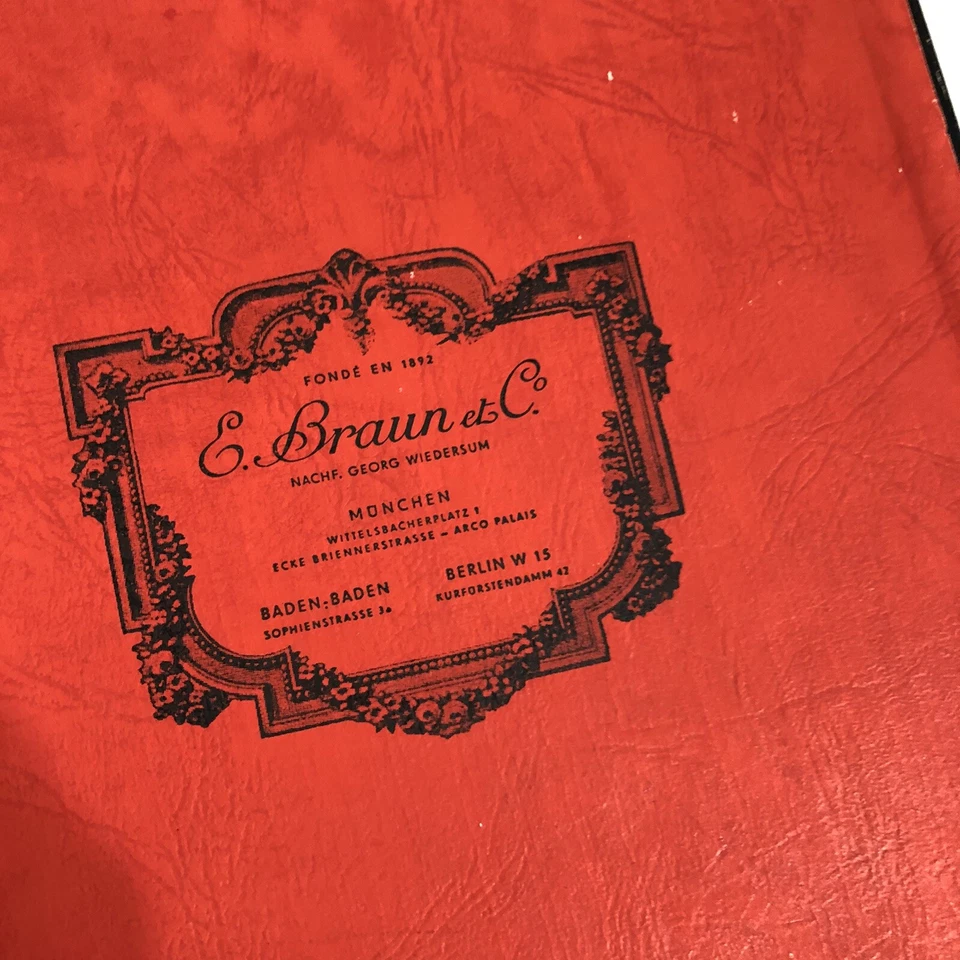 FONDÉ EN 1892
E. Braun et Co.
NACHF. GEORG WIEDERSUM
MÜNCHEN
WITTELSBACHERPLATZ 1
ECKE BRIENNERSTRASSE – ARCO PALAIS
BADEN-BADEN
SOPHIENSTRASSE 3a
BERLIN W 15
KURFÜRSTENDAMM 42